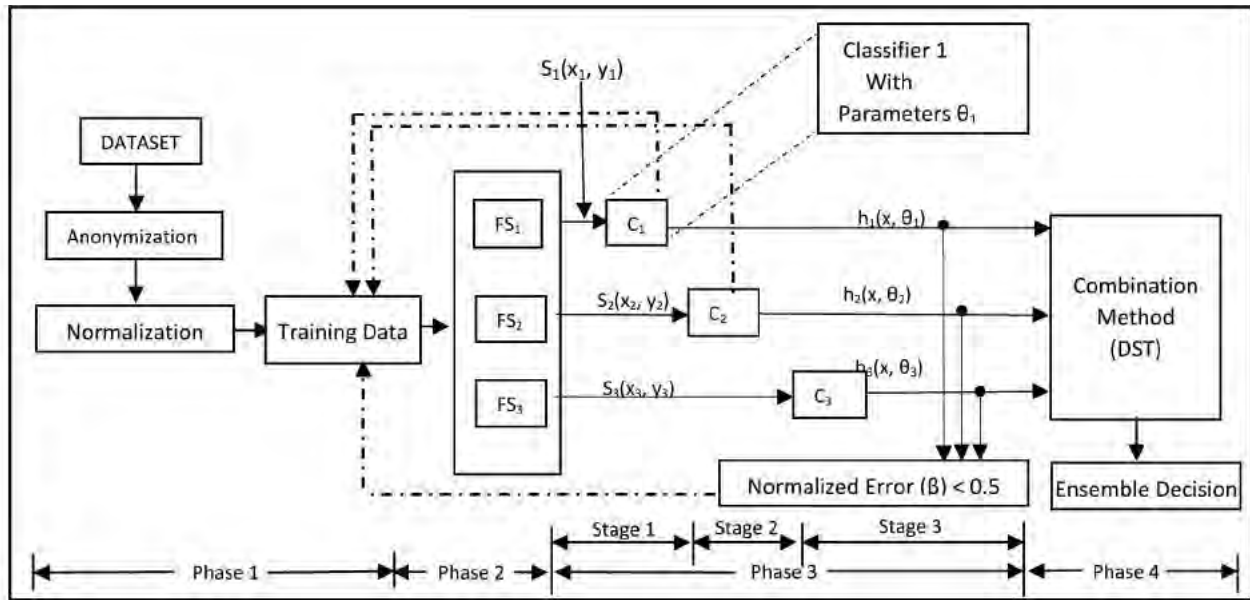 Classifier 1
With
Parameters θ₁
S₁(x₁, y₁)
DATASET
Anonymization
Normalization
Training Data
FS₁
FS₂
FS₃
C₁
S₂(x₂, y₂)
C₂
S₃(x₃, y₃)
C₃
h₁(x, θ₁)
h₂(x, θ₂)
h₃(x, θ₃)
Combination
Method
(DST)
Normalized Error (ß) < 0.5
Ensemble Decision
Stage 1
Stage 2
Stage 3
Phase 1
Phase 2
Phase 3
Phase 4